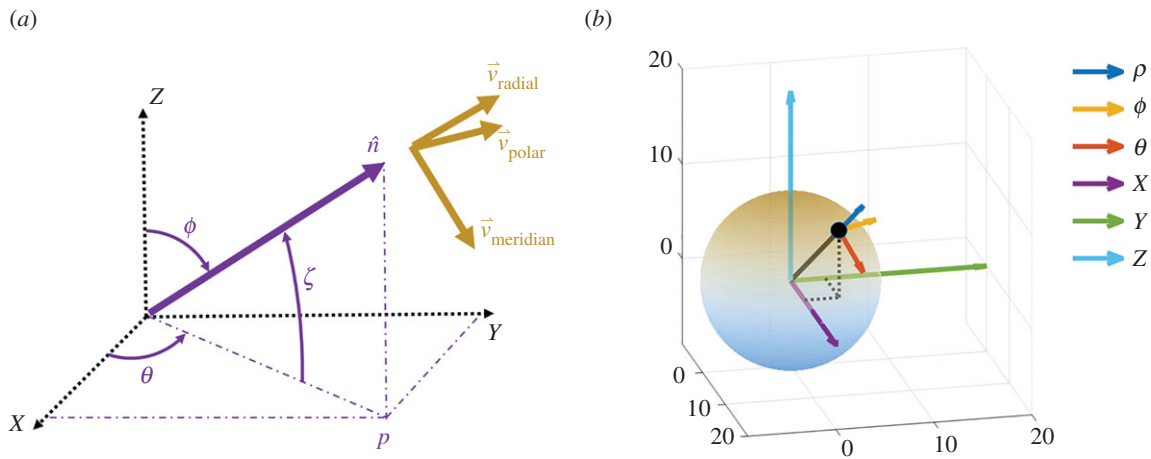 (a)
Z
v⃗radial
n̂
v⃗polar
ϕ
v⃗meridian
ζ
Y
θ
X
p
(b)
20
10
0
0
10
20
0
10
20
ρ
ϕ
θ
X
Y
Z